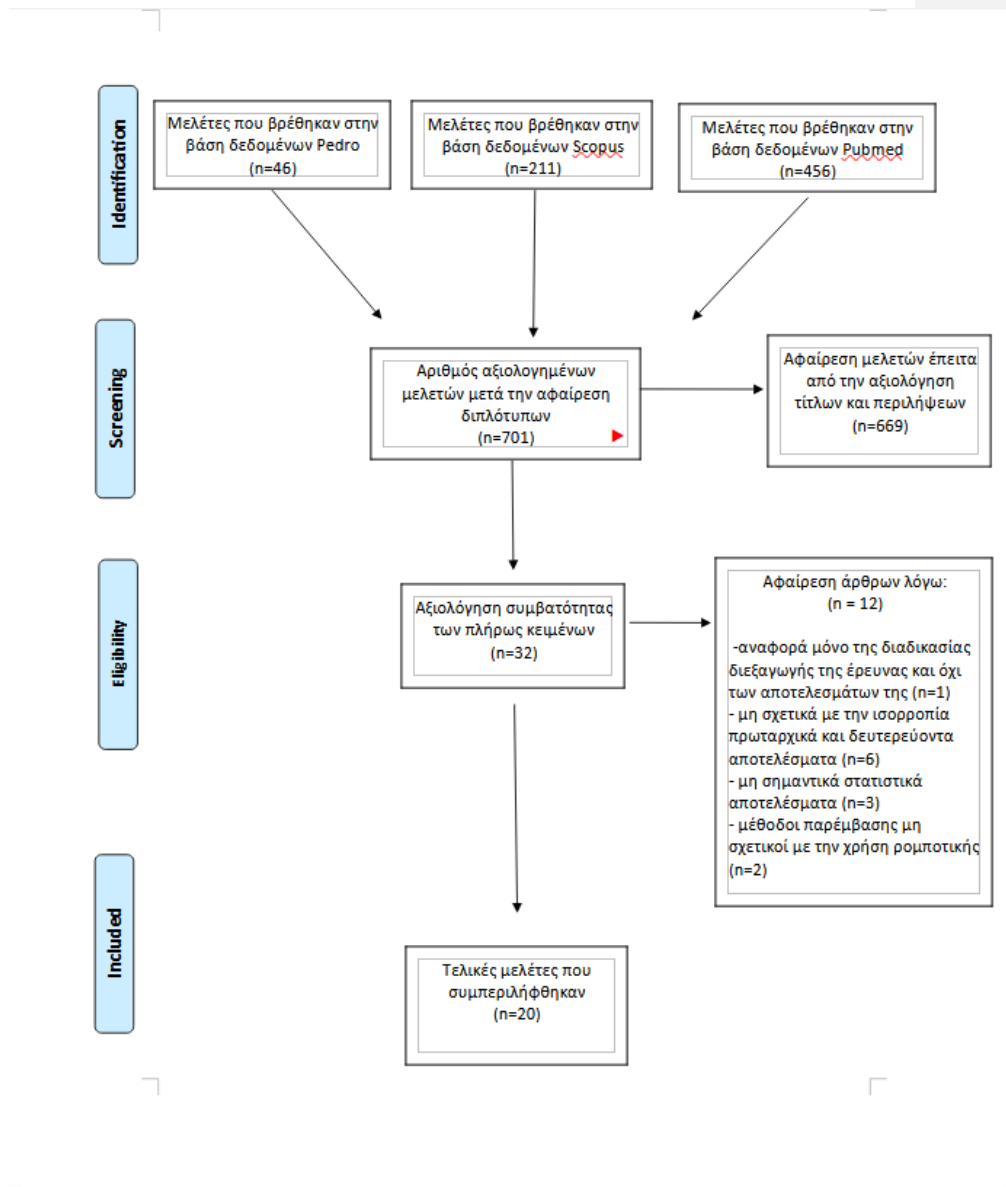 Identification
Μελέτες που βρέθηκαν στην
βάση δεδομένων Pedro
(n=46)
Μελέτες που βρέθηκαν στην
βάση δεδομένων Scopus
(n=211)
Μελέτες που βρέθηκαν στην
βάση δεδομένων Pubmed
(n=456)
Screening
Αριθμός αξιολογημένων
μελετών μετά την αφαίρεση
διπλότυπων
(n=701)
Αφαίρεση μελετών έπειτα
από την αξιολόγηση
τίτλων και περιλήψεων
(n=669)
Eligibility
Αξιολόγηση συμβατότητας
των πλήρως κειμένων
(n=32)
Αφαίρεση άρθρων λόγω:
(n = 12)
-αναφορά μόνο της διαδικασίας
διεξαγωγής της έρευνας και όχι
των αποτελεσμάτων της (n=1)
- μη σχετικά με την ισορροπία
πρωταρχικά και δευτερεύοντα
αποτελέσματα (n=6)
- μη σημαντικά στατιστικά
αποτελέσματα (n=3)
- μέθοδοι παρέμβασης μη
σχετικοί με την χρήση ρομποτικής
(n=2)
Included
Τελικές μελέτες που
συμπεριλήφθηκαν
(n=20)